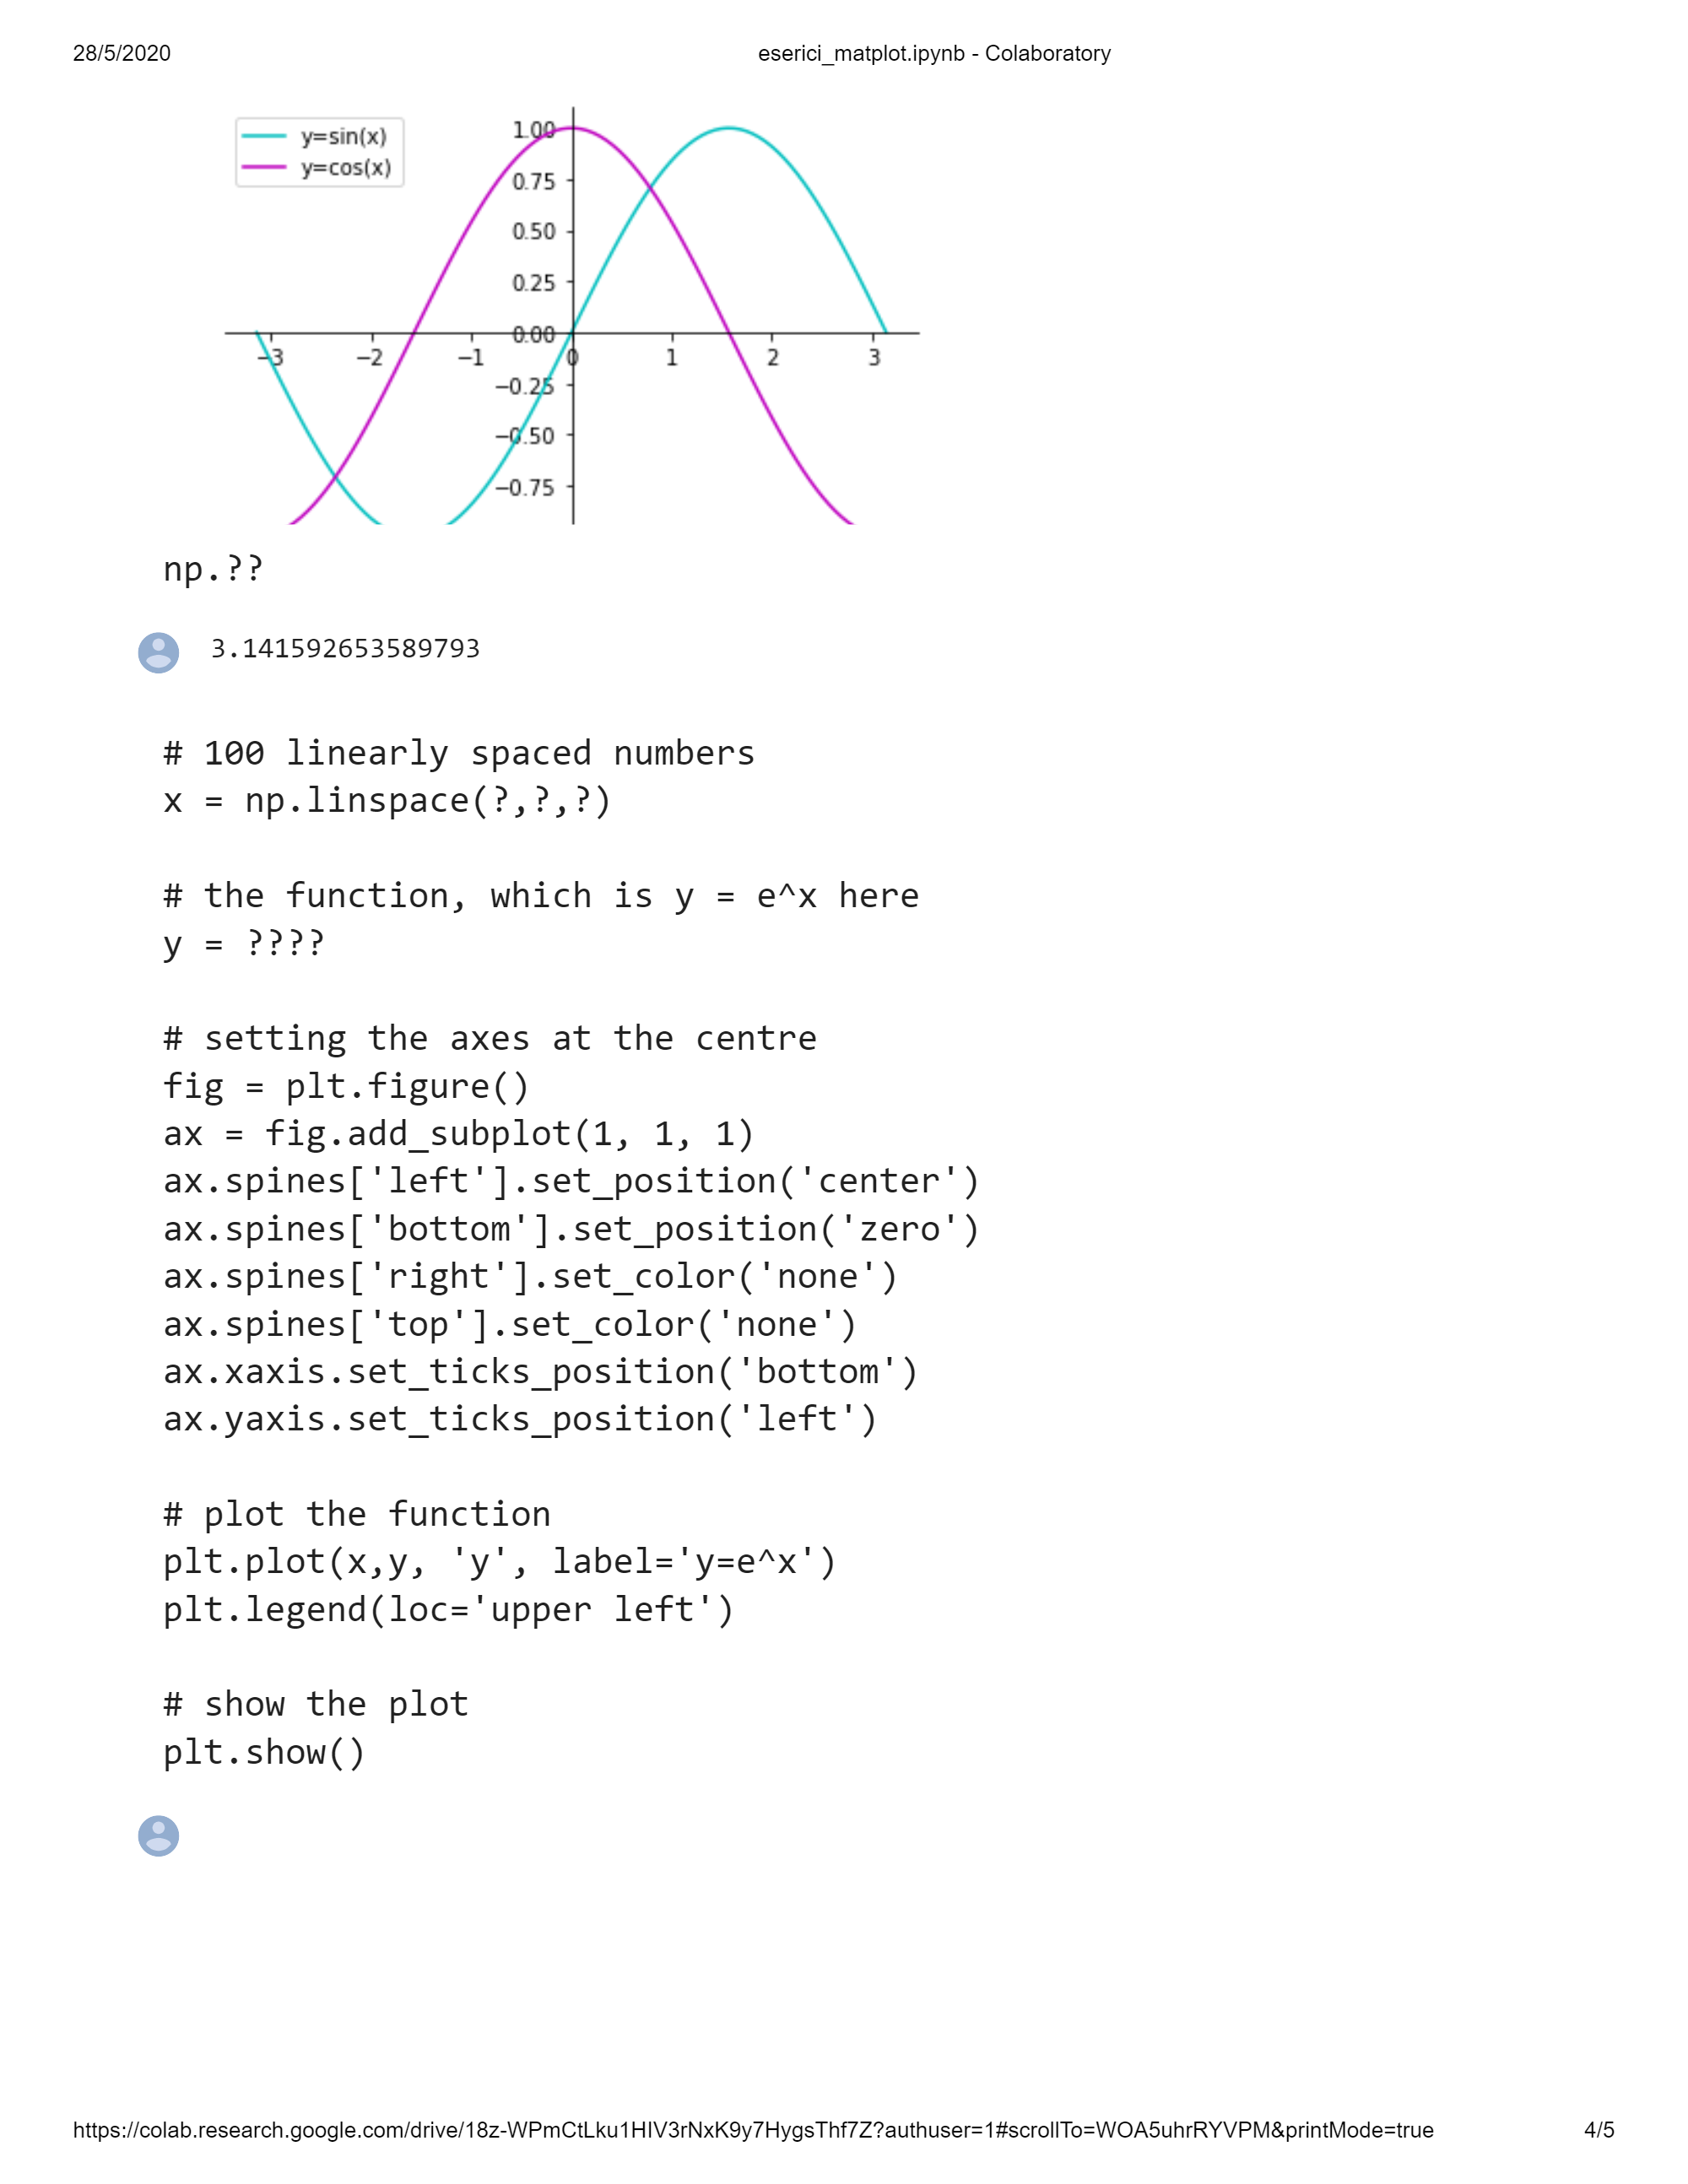 28/5/2020 eserici_matplot.ipynb - Colaboratory
y=sin(x)
y=cos(x)
1.00
0.75
0.50
0.25
0.00
−3 −2 −1 0 1 2 3
−0.25
−0.50
−0.75
np.??
3.141592653589793
# 100 linearly spaced numbers
x = np.linspace(?,?,?)
# the function, which is y = e^x here
y = ????
# setting the axes at the centre
fig = plt.figure()
ax = fig.add_subplot(1, 1, 1)
ax.spines['left'].set_position('center')
ax.spines['bottom'].set_position('zero')
ax.spines['right'].set_color('none')
ax.spines['top'].set_color('none')
ax.xaxis.set_ticks_position('bottom')
ax.yaxis.set_ticks_position('left')
# plot the function
plt.plot(x,y, 'y', label='y=e^x')
plt.legend(loc='upper left')
# show the plot
plt.show()
https://colab.research.google.com/drive/18z-WPmCtLku1HIV3rNxK9y7HygsThf7Z?authuser=1#scrollTo=WOA5uhrRYVPM&printMode=true 4/5